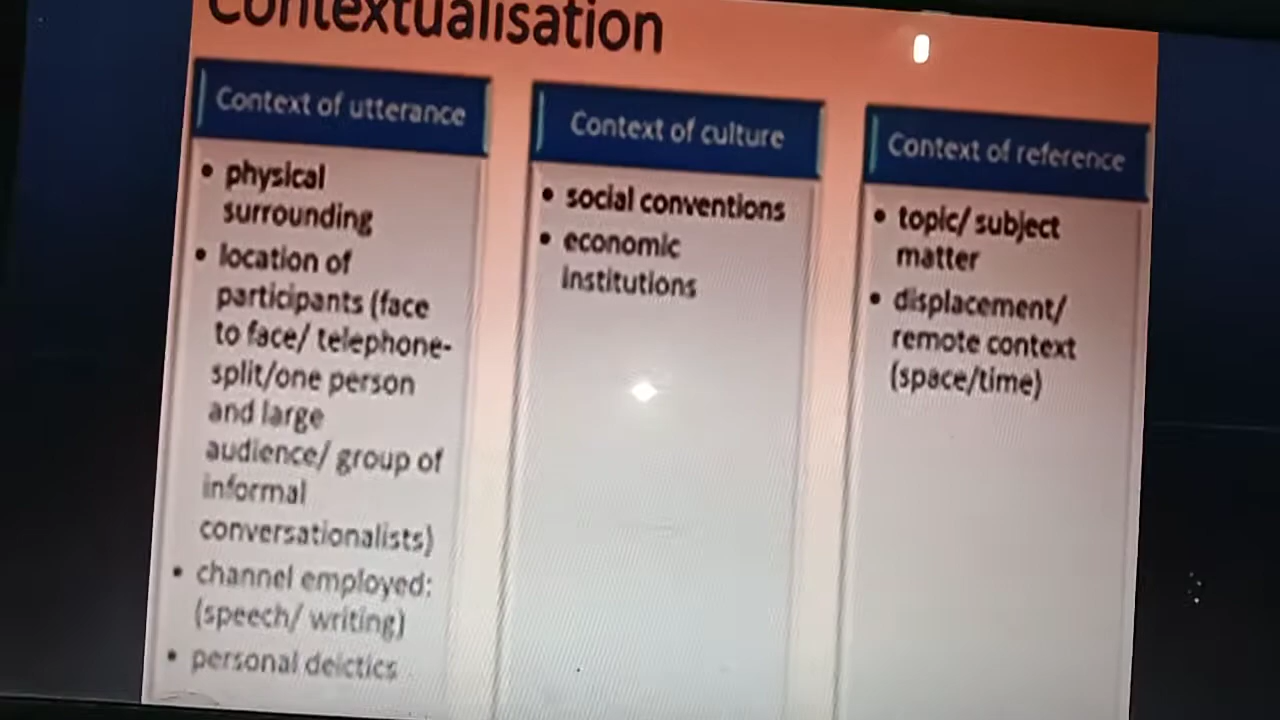 Contextualisation
Context of utterance
• physical
surrounding
• location of
participants (face
to face/ telephone-
split/one person
and large
audience/ group of
informal
conversationalists)
• channel employed:
(speech/ writing)
• personal deictics
Context of culture
• social conventions
• economic
institutions
Context of reference
• topic/ subject
matter
• displacement/
remote context
(space/time)